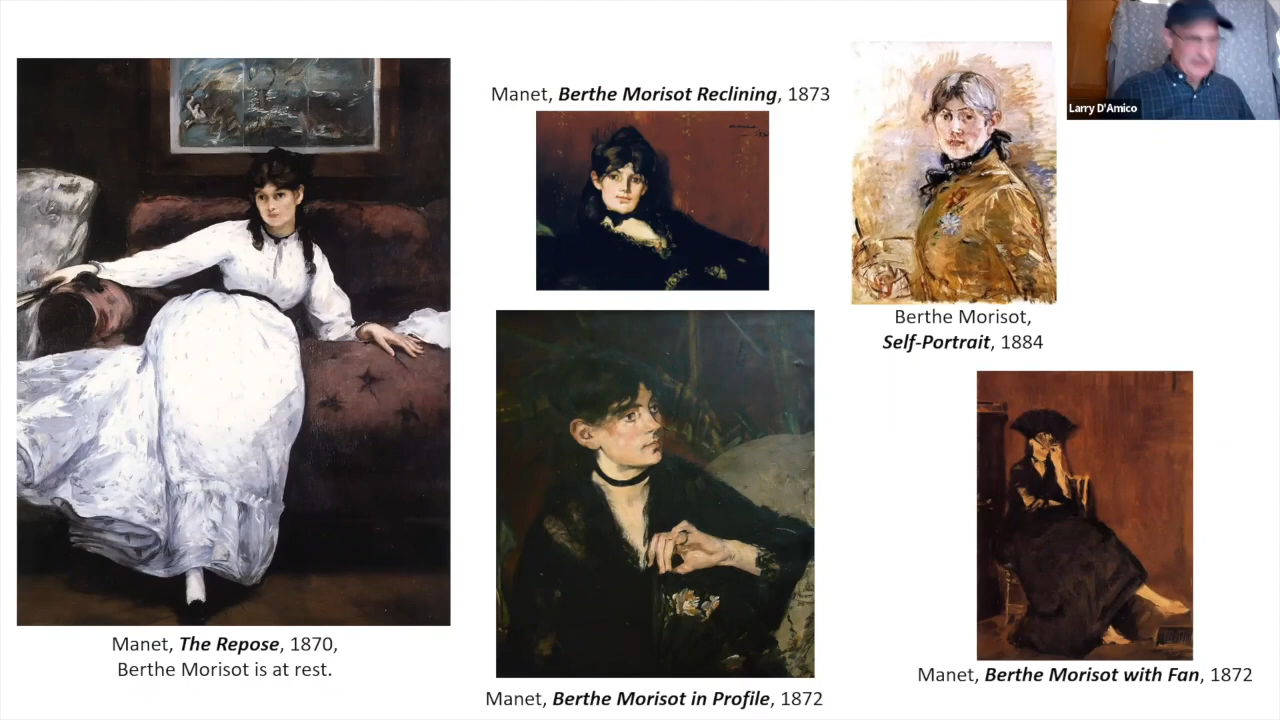 Manet, The Repose, 1870,
Berthe Morisot is at rest.
Manet, Berthe Morisot Reclining, 1873
Manet, Berthe Morisot in Profile, 1872
Berthe Morisot,
Self-Portrait, 1884
Manet, Berthe Morisot with Fan, 1872
Larry D'Amico